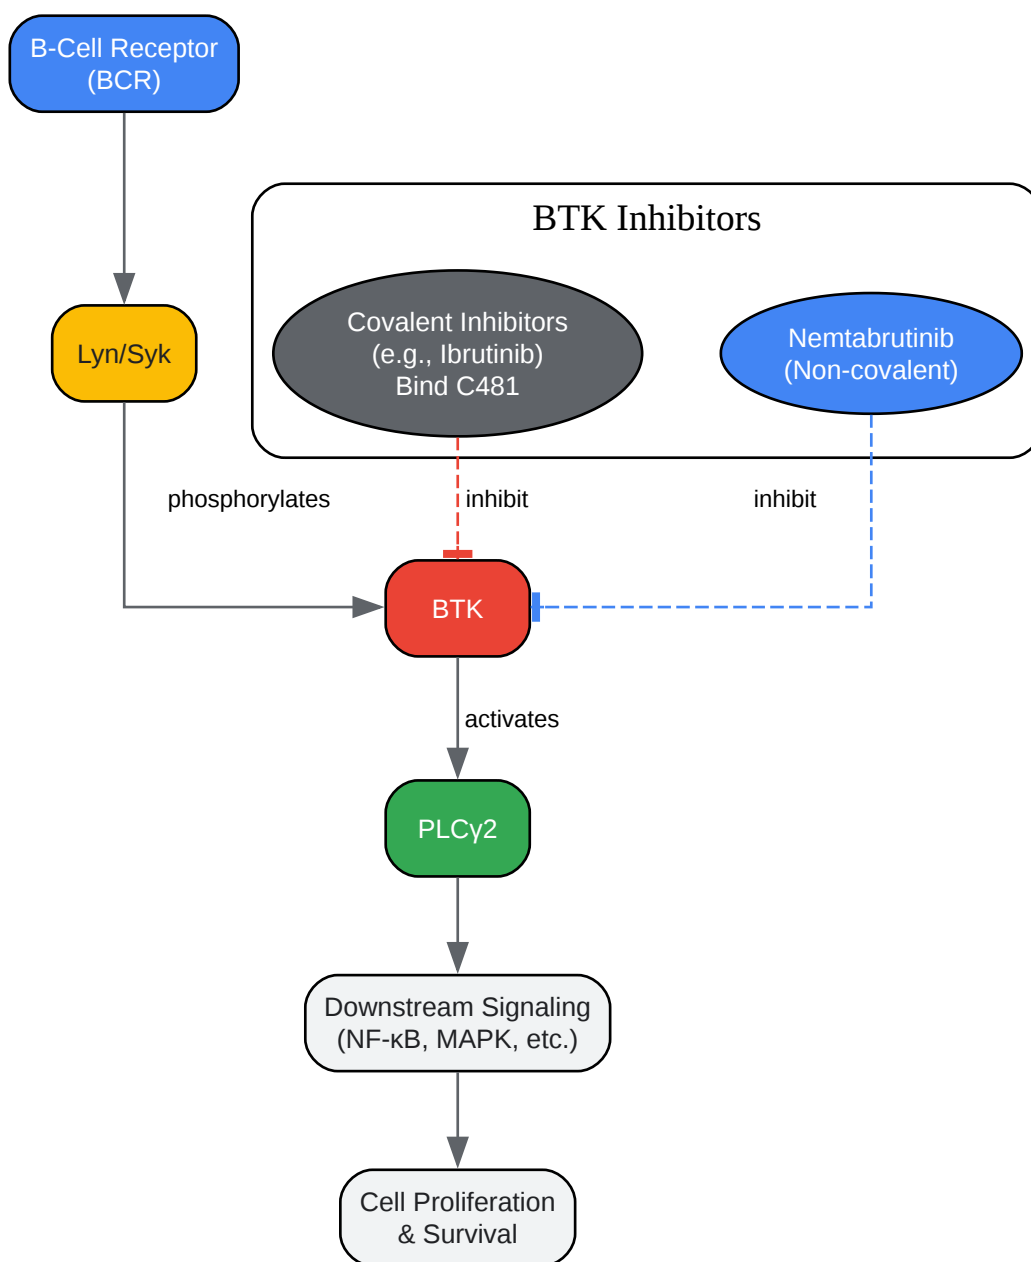 B-Cell Receptor
(BCR)
BTK Inhibitors
Covalent Inhibitors
(e.g., Ibrutinib)
Bind C481
Nemtabrutinib
(Non-covalent)
Lyn/Syk
phosphorylates
inhibit
inhibit
BTK
activates
PLCγ2
Downstream Signaling
(NF-κB, MAPK, etc.)
Cell Proliferation
& Survival